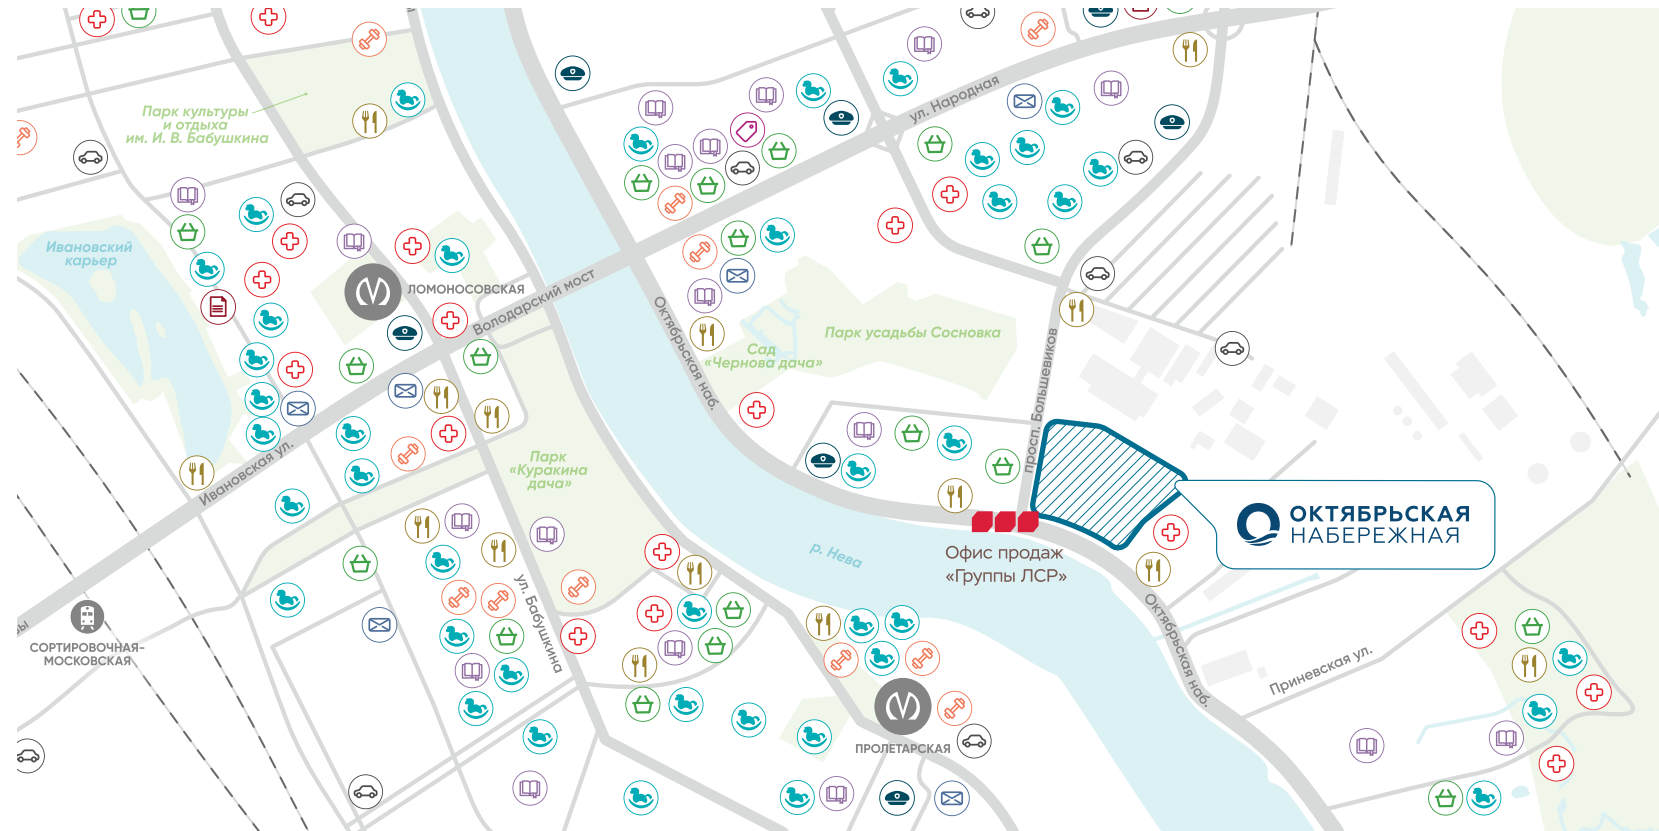 Парк культуры
и отдыха
им. И. В. Бабушкина
ул. Народная
Ивановский
карьер
ЛОМОНОСОВСКАЯ
Володарский мост
Октябрьская наб.
Сад
«Чернова дача»
Парк усадьбы Сосновка
просп. Большевиков
Ивановская ул.
Парк
«Куракина
дача»
ОКТЯБРЬСКАЯ
НАБЕРЕЖНАЯ
р. Нева
Офис продаж
«Группы ЛСР»
ул. Бабушкина
Октябрьская наб.
СОРТИРОВОЧНАЯ-
МОСКОВСКАЯ
Приневская ул.
ПРОЛЕТАРСКАЯ